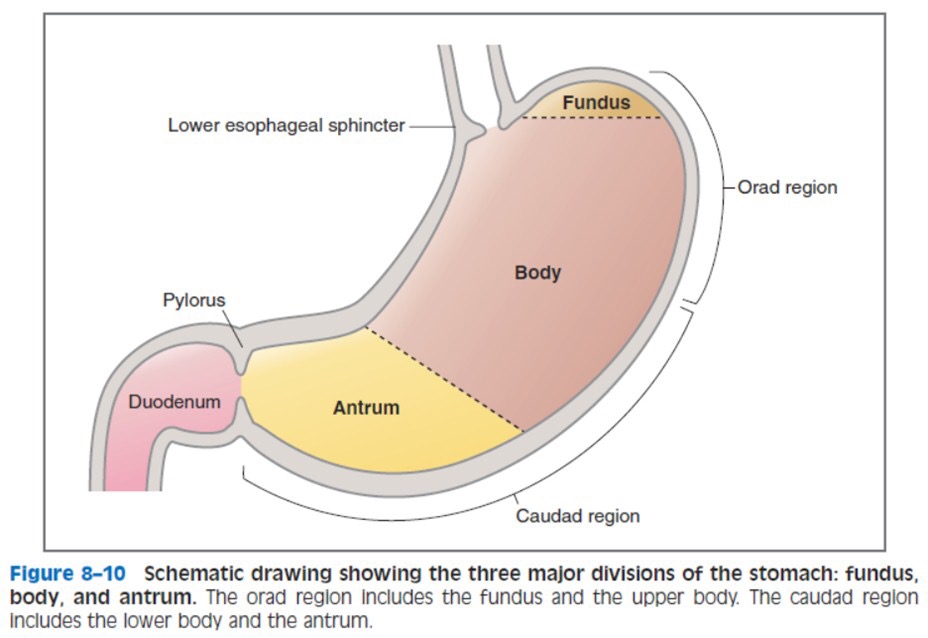 Fundus
Lower esophageal sphincter
Orad region
Body
Pylorus
Duodenum
Antrum
Caudad region
Figure 8–10 Schematic drawing showing the three major divisions of the stomach: fundus,
body, and antrum. The orad region includes the fundus and the upper body. The caudad region
includes the lower body and the antrum.